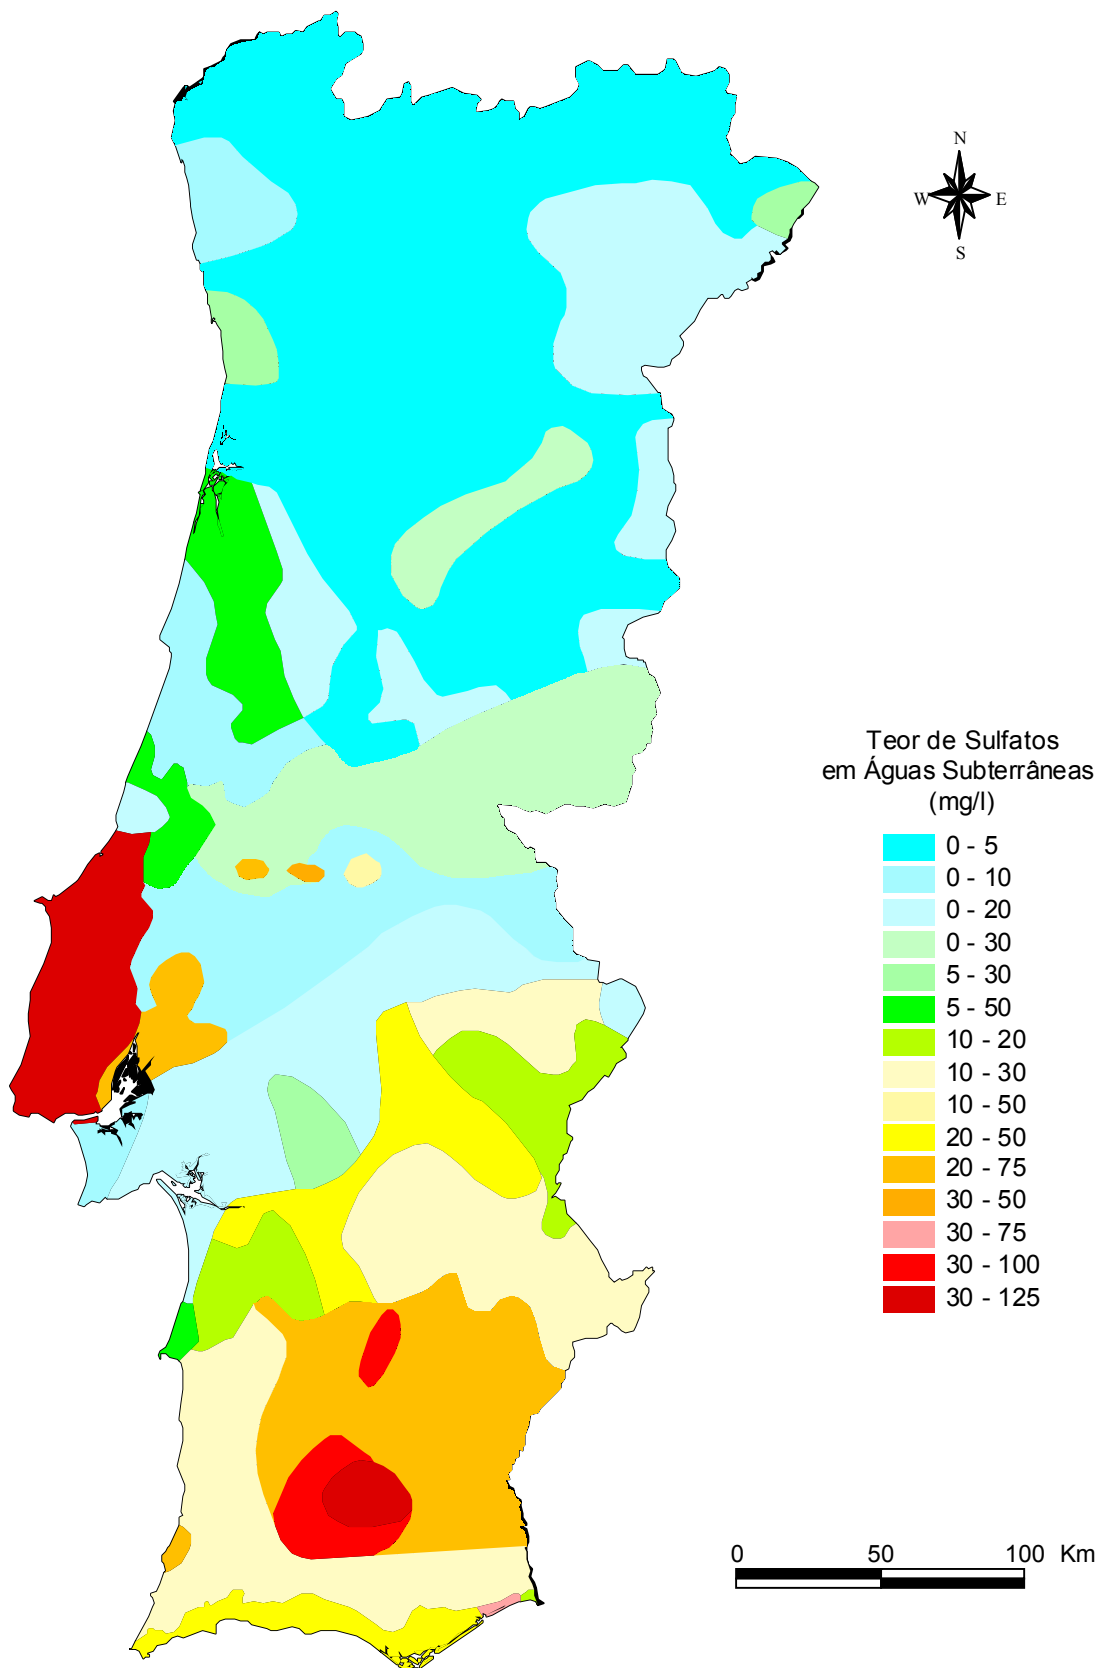 N
W E
S
Teor de Sulfatos
em Águas Subterrâneas
(mg/l)
0 - 5
0 - 10
0 - 20
0 - 30
5 - 30
5 - 50
10 - 20
10 - 30
10 - 50
20 - 50
20 - 75
30 - 50
30 - 75
30 - 100
30 - 125
0 50 100 Km